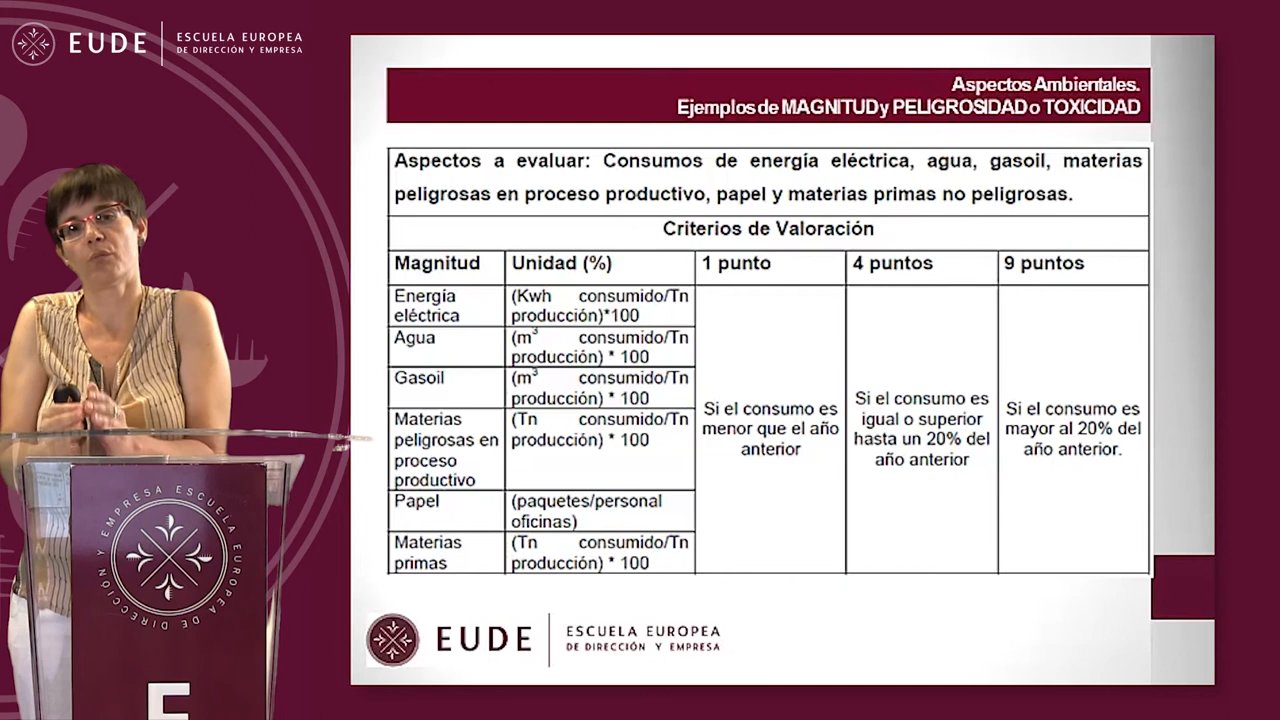 EUDE
ESCUELA EUROPEA
DE DIRECCIÓN Y EMPRESA
Aspectos Ambientales.
Ejemplos de MAGNITUD y PELIGROSIDAD o TOXICIDAD
Aspectos a evaluar: Consumos de energía eléctrica, agua, gasoil, materias
peligrosas en proceso productivo, papel y materias primas no peligrosas.
Criterios de Valoración
Magnitud
Unidad (%)
1 punto
4 puntos
9 puntos
Energía
eléctrica
(Kwh consumido/Tn
producción)*100
Agua
(m³ consumido/Tn
producción) * 100
Gasoil
(m³ consumido/Tn
producción) * 100
Materias
peligrosas en
proceso
productivo
(Tn consumido/Tn
producción) * 100
Papel
(paquetes/personal
oficinas)
Materias
primas
(Tn consumido/Tn
producción) * 100
Si el consumo es
menor que el año
anterior
Si el consumo es
igual o superior
hasta un 20% del
año anterior
Si el consumo es
mayor al 20% del
año anterior.
EUDE
ESCUELA EUROPEA
DE DIRECCIÓN Y EMPRESA
ESCUELA EUROPEA DE DIRECCIÓN Y EMPRESA
E